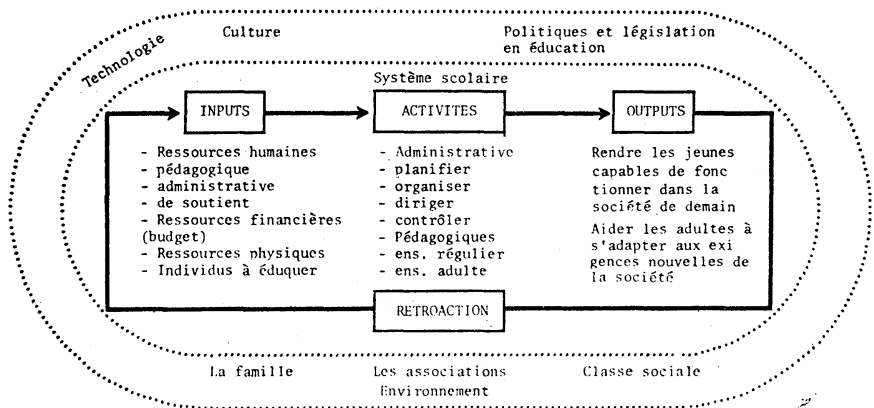 Culture
Politiques et législation
en éducation
Technologie
Système scolaire
INPUTS
ACTIVITES
OUTPUTS
- Ressources humaines
- pédagogique
- administrative
- de soutient
- Ressources financières
(budget)
- Ressources physiques
- Individus à éduquer
- Administrative
- planifier
- organiser
- diriger
- contrôler
- Pédagogiques
- ens. régulier
- ens. adulte
Rendre les jeunes
capables de fonc
tionner dans la
société de demain
Aider les adultes à
s'adapter aux exi
gences nouvelles de
la société
RETROACTION
La famille
Les associations
Classe sociale
Environnement